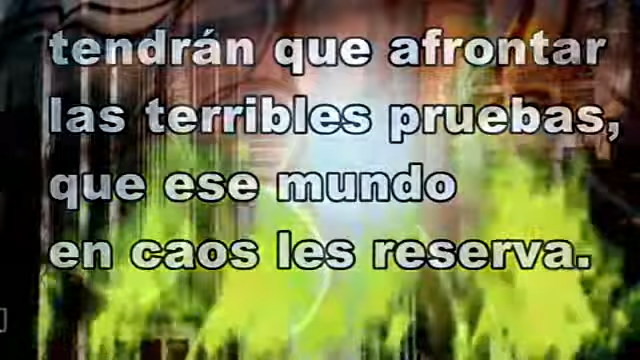 tendrán que afrontar
las terribles pruebas,
que ese mundo
en caos les reserva.